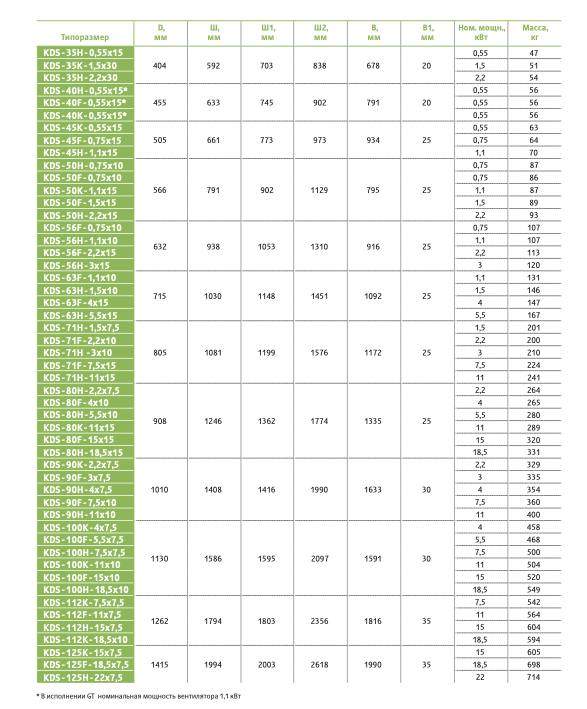 Типоразмер D, мм Ш, мм Ш1, мм Ш2, мм В, мм В1, мм Ном. мощн., кВт Масса, кг
KDS-35H-0,55x15 0,55 47
KDS-35K-1,5x30 404 592 703 838 678 20 1,5 51
KDS-35H-2,2x30 2,2 54
KDS-40H-0,55x15* 0,55 56
KDS-40F-0,55x15* 455 633 745 902 791 20 0,55 56
KDS-40K-0,55x15* 0,55 56
KDS-45K-0,55x15 0,55 63
KDS-45F-0,75x15 505 661 773 973 934 25 0,75 64
KDS-45H-1,1x15 1,1 70
KDS-50H-0,75x10 0,75 87
KDS-50F-0,75x10 0,75 86
KDS-50K-1,1x15 566 791 902 1129 795 25 1,1 87
KDS-50F-1,5x15 1,5 89
KDS-50H-2,2x15 2,2 93
KDS-56F-0,75x10 0,75 107
KDS-56H-1,1x10 632 938 1053 1310 916 25 1,1 107
KDS-56F-2,2x15 2,2 113
KDS-56H-3x15 3 120
KDS-63F-1,1x10 1,1 131
KDS-63H-1,5x10 715 1030 1148 1451 1092 25 1,5 146
KDS-63F-4x15 4 147
KDS-63H-5,5x15 5,5 167
KDS-71H-1,5x7,5 1,5 201
KDS-71F-2,2x10 2,2 200
KDS-71H -3x10 805 1081 1199 1576 1172 25 3 210
KDS-71F-7,5x15 7,5 224
KDS-71H-11x15 11 241
KDS-80H-2,2x7,5 2,2 264
KDS-80F-4x10 4 265
KDS-80H-5,5x10 908 1246 1362 1774 1335 25 5,5 280
KDS-80K-11x15 11 289
KDS-80F-15x15 15 320
KDS-80H-18,5x15 18,5 331
KDS-90K-2,2x7,5 2,2 329
KDS-90F-3x7,5 3 335
KDS-90H-4x7,5 1010 1408 1416 1990 1633 30 4 354
KDS-90F-7,5x10 7,5 360
KDS-90H-11x10 11 400
KDS-100K-4x7,5 4 458
KDS-100F-5,5x7,5 5,5 468
KDS-100H-7,5x7,5 1130 1586 1595 2097 1591 30 7,5 500
KDS-100K-11x10 11 504
KDS-100F-15x10 15 520
KDS-100H-18,5x10 18,5 549
KDS-112K-7,5x7,5 7,5 542
KDS-112F-11x7,5 1262 1794 1803 2356 1816 35 11 564
KDS-112H-15x7,5 15 604
KDS-112K-18,5x10 18,5 594
KDS-125K-15x7,5 15 605
KDS-125F-18,5x7,5 1415 1994 2003 2618 1990 35 18,5 698
KDS-125H-22x7,5 22 714
* В исполнении GT номинальная мощность вентилятора 1,1 кВт